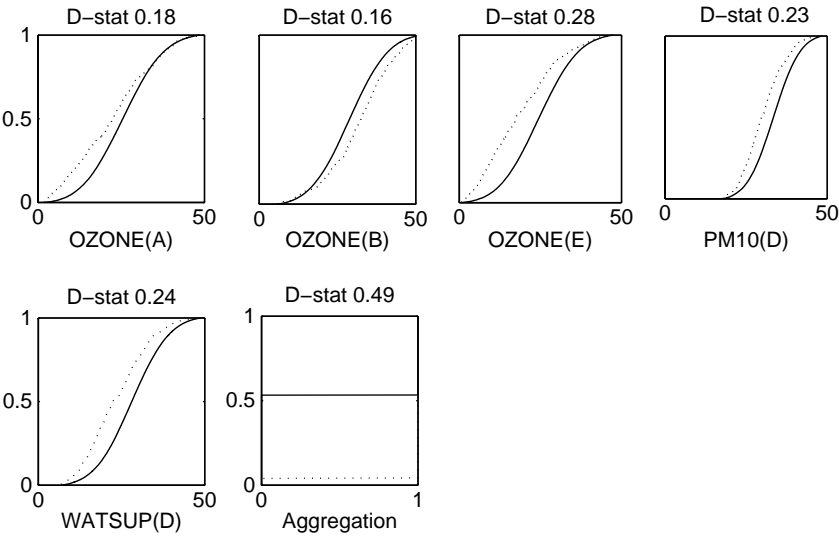 D−stat 0.18
D−stat 0.16
D−stat 0.28
D−stat 0.23
1
0.5
0
0
50
0
50
0
50
0
50
OZONE(A)
OZONE(B)
OZONE(E)
PM10(D)
D−stat 0.24
D−stat 0.49
1
0.5
0
0
50
1
0.5
0
0
1
WATSUP(D)
Aggregation